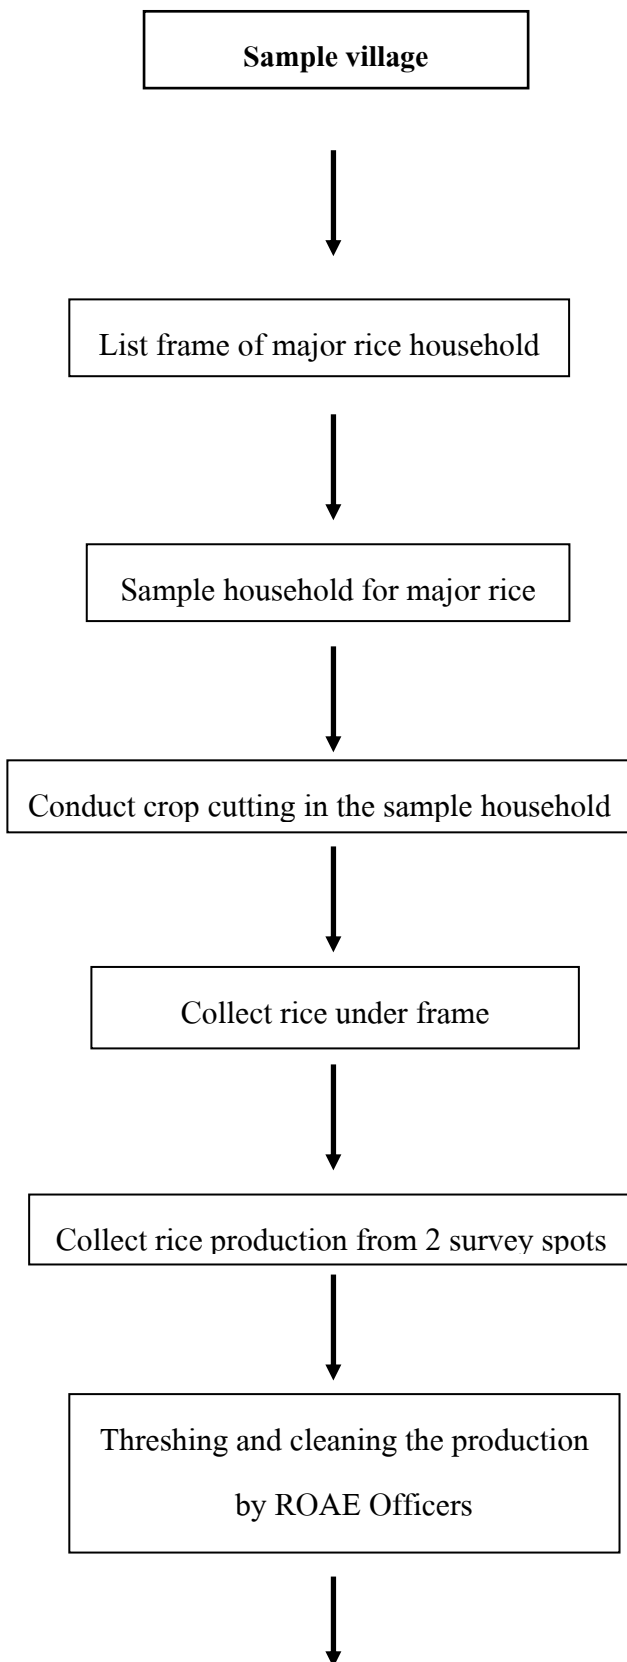 Sample village
List frame of major rice household
Sample household for major rice
Conduct crop cutting in the sample household
Collect rice under frame
Collect rice production from 2 survey spots
Threshing and cleaning the production
by ROAE Officers